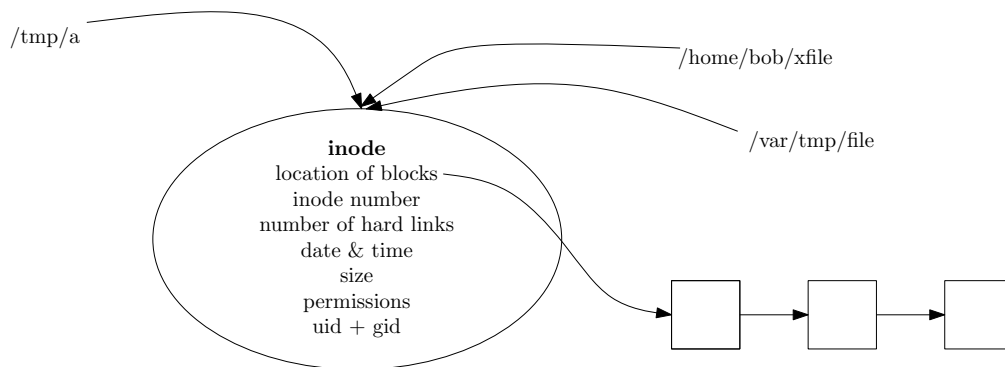 /tmp/a
/home/bob/xfile
/var/tmp/file
inode
location of blocks
inode number
number of hard links
date & time
size
permissions
uid + gid